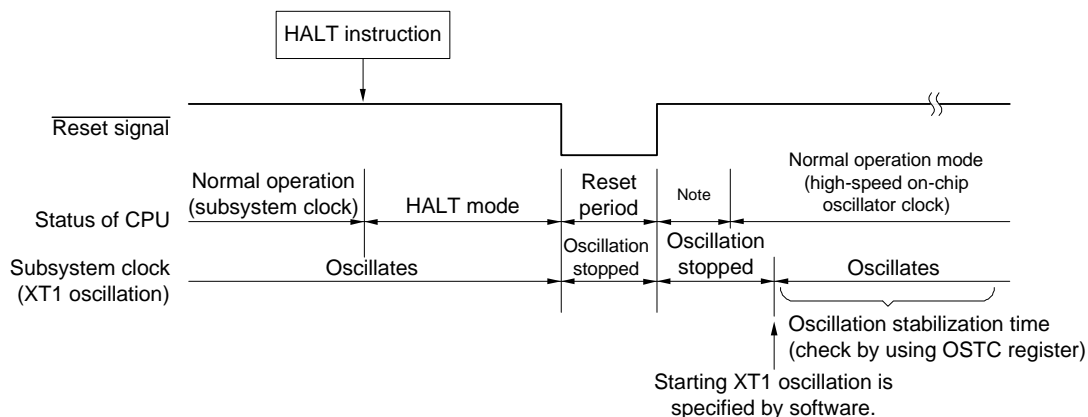 HALT instruction
Reset signal
Status of CPU
Normal operation
(subsystem clock)
HALT mode
Reset
period
Note
Normal operation mode
(high-speed on-chip
oscillator clock)
Subsystem clock
(XT1 oscillation)
Oscillates
Oscillation
stopped
Oscillation
stopped
Oscillates
Oscillation stabilization time
(check by using OSTC register)
Starting XT1 oscillation is
specified by software.